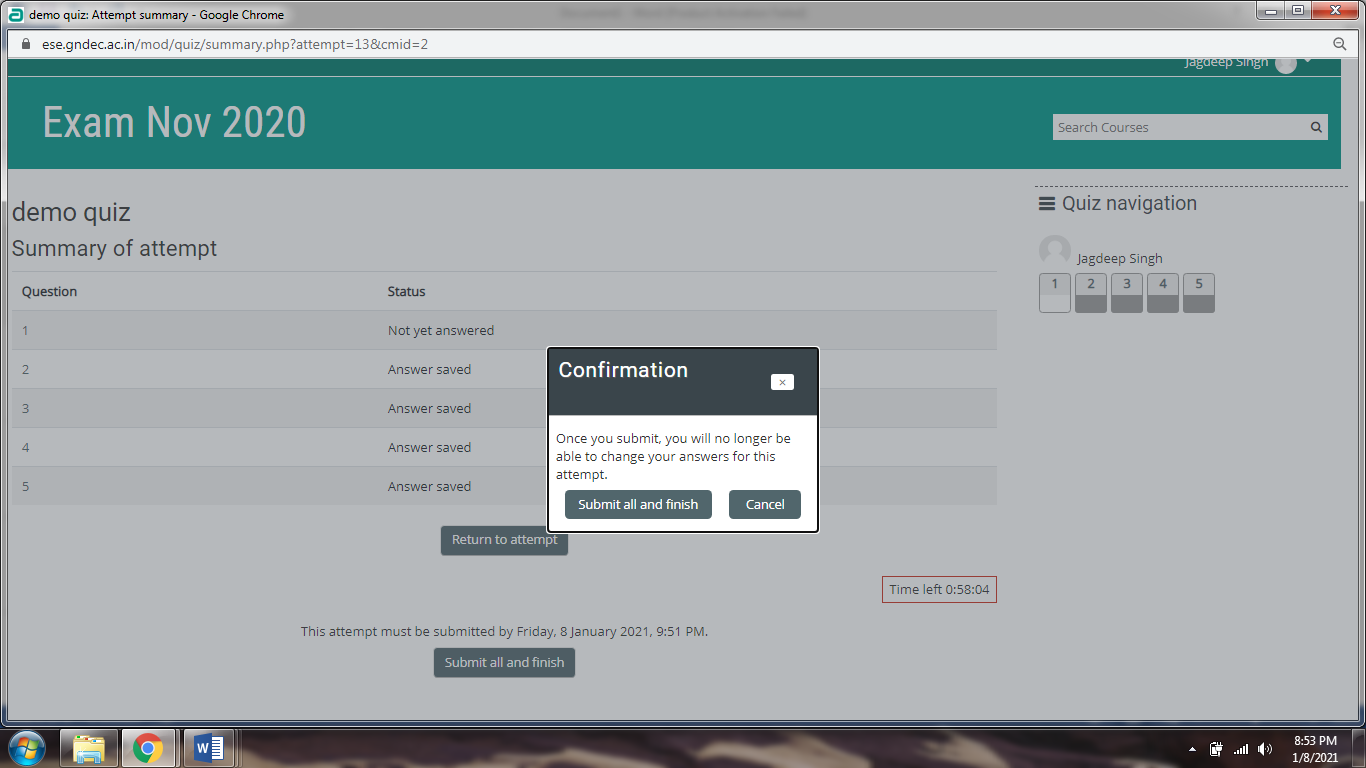 demo quiz: Attempt summary - Google Chrome
ese.gndec.ac.in/mod/quiz/summary.php?attempt=13&cmid=2
Jagdeep Singh
Exam Nov 2020
Search Courses
demo quiz
Summary of attempt
Question Status
1 Not yet answered
2 Answer saved
3 Answer saved
4 Answer saved
5 Answer saved
Return to attempt
Time left 0:58:04
This attempt must be submitted by Friday, 8 January 2021, 9:51 PM.
Submit all and finish
Quiz navigation
Jagdeep Singh
1 2 3 4 5
Confirmation
×
Once you submit, you will no longer be
able to change your answers for this
attempt.
Submit all and finish Cancel
8:53 PM
1/8/2021